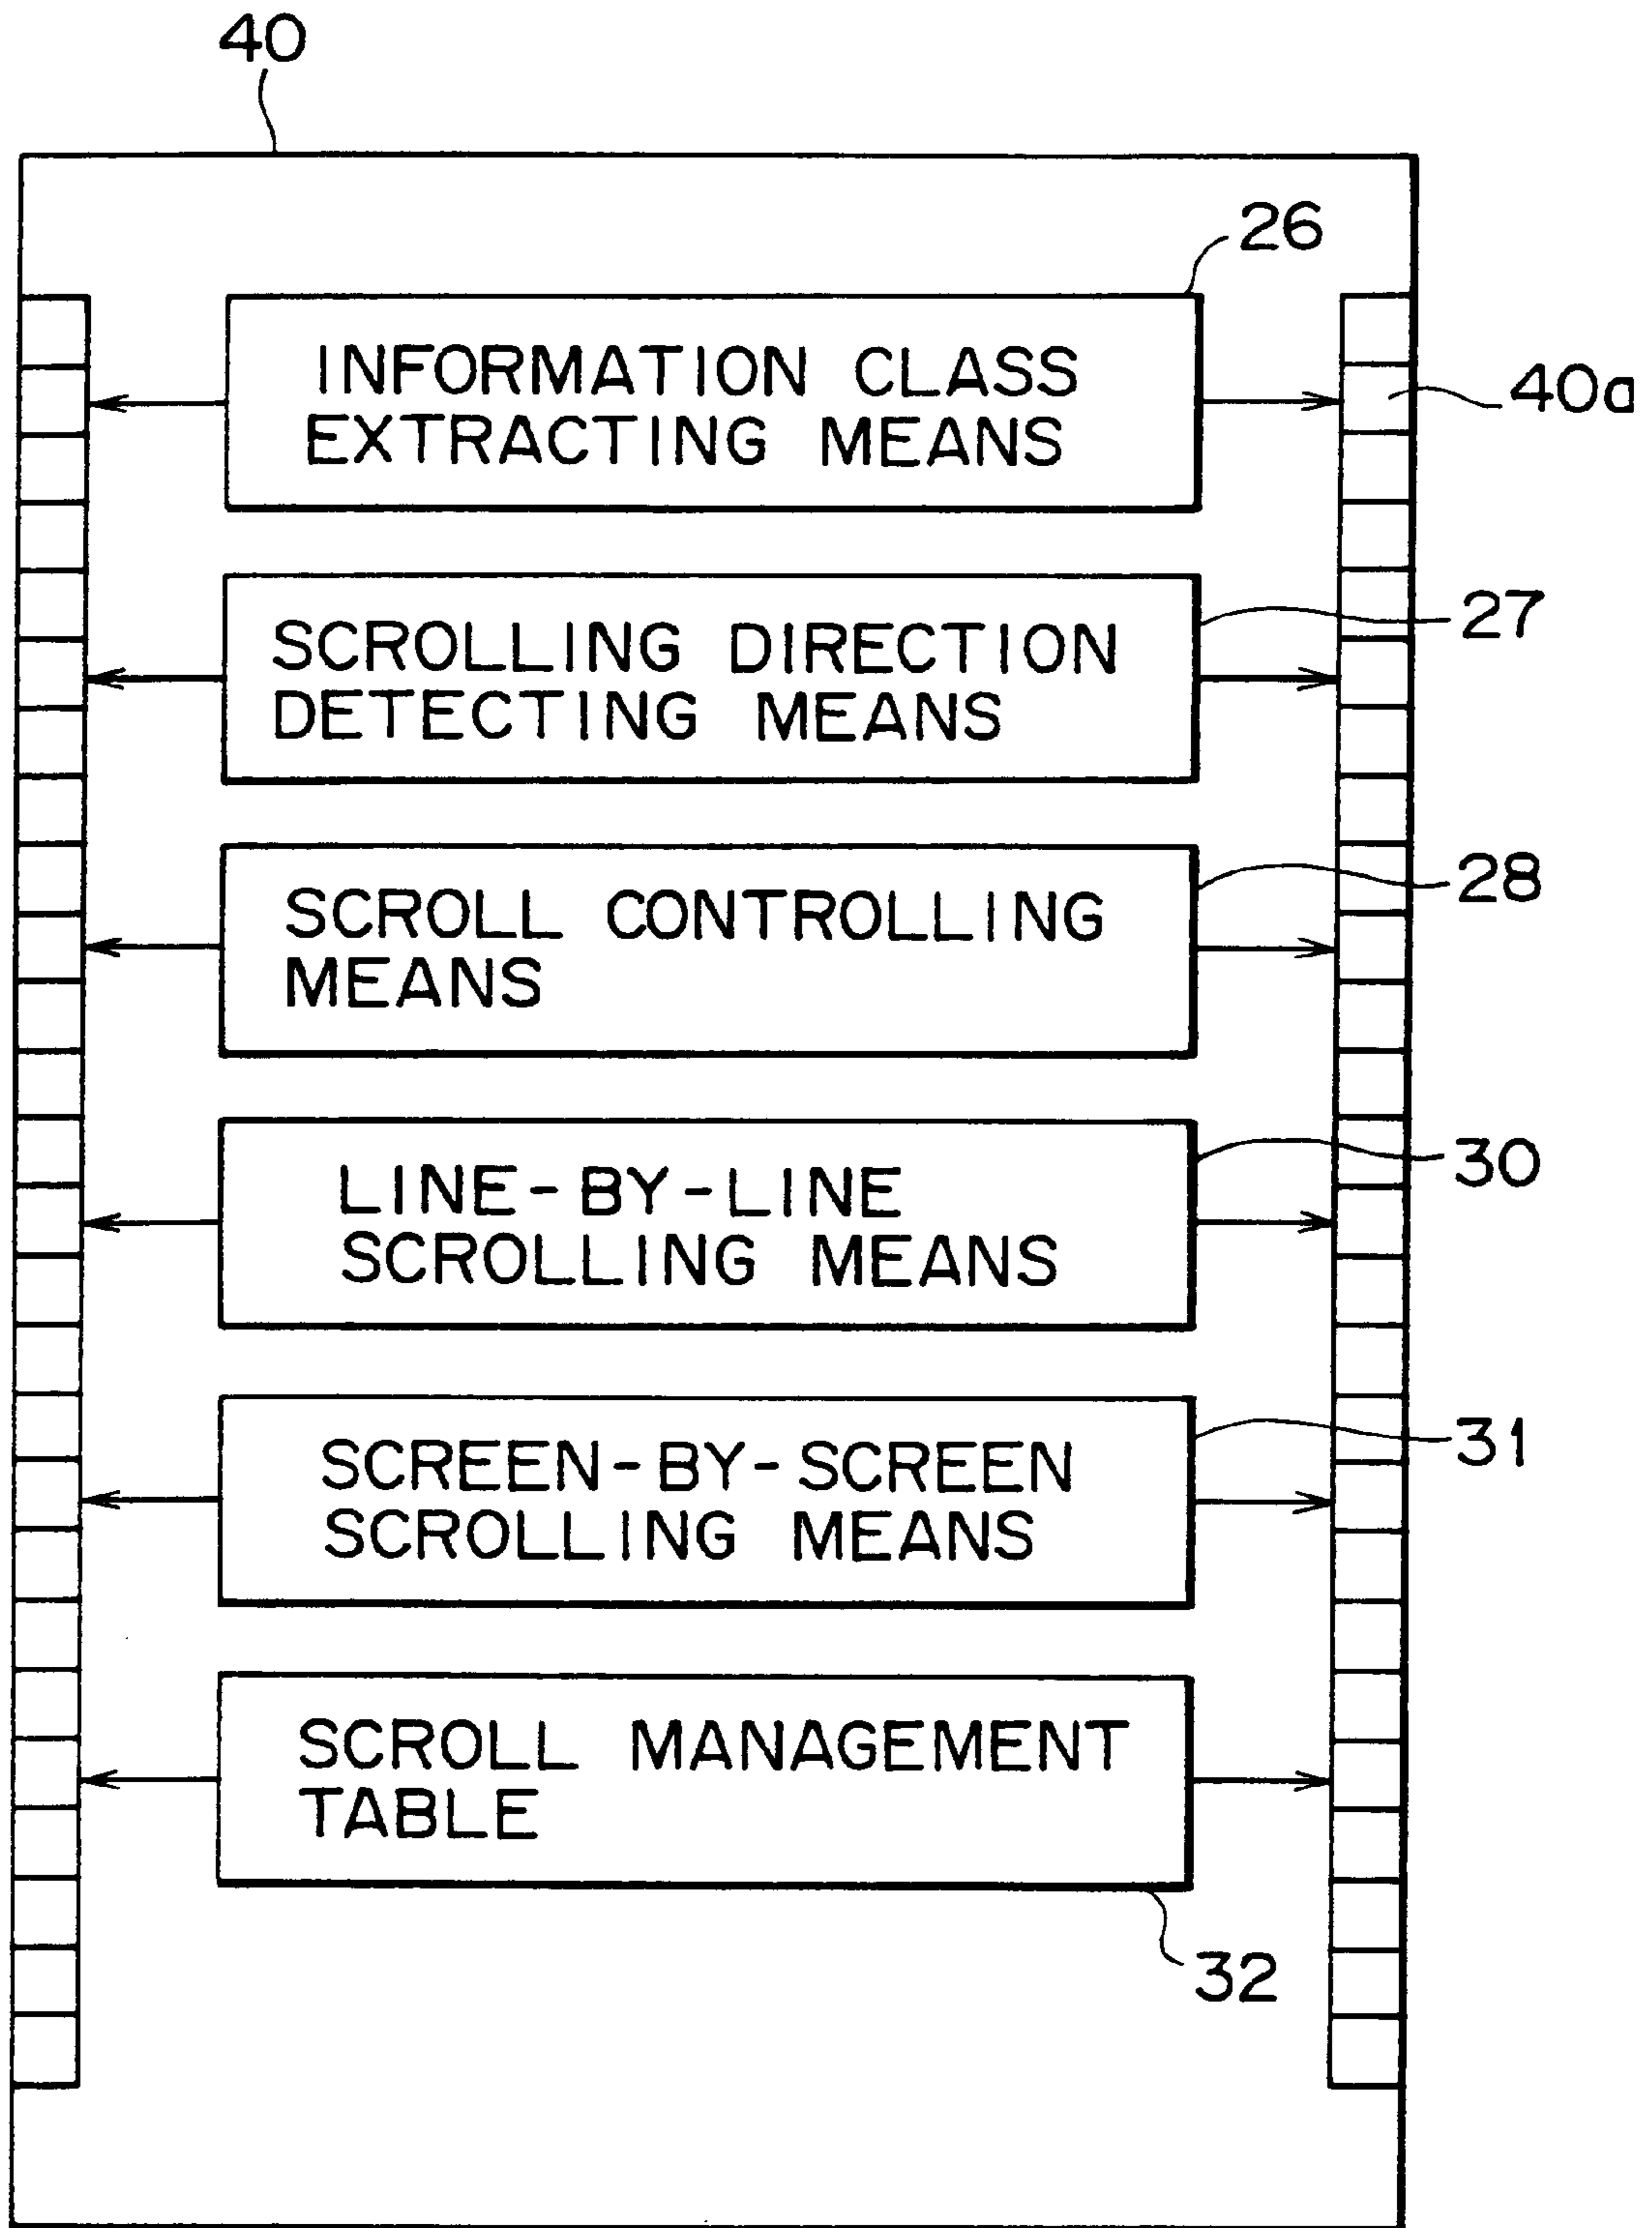 40
26
INFORMATION CLASS
EXTRACTING MEANS
40a
27
SCROLLING DIRECTION
DETECTING MEANS
28
SCROLL CONTROLLING
MEANS
30
LINE-BY-LINE
SCROLLING MEANS
31
SCREEN-BY-SCREEN
SCROLLING MEANS
SCROLL MANAGEMENT
TABLE
32